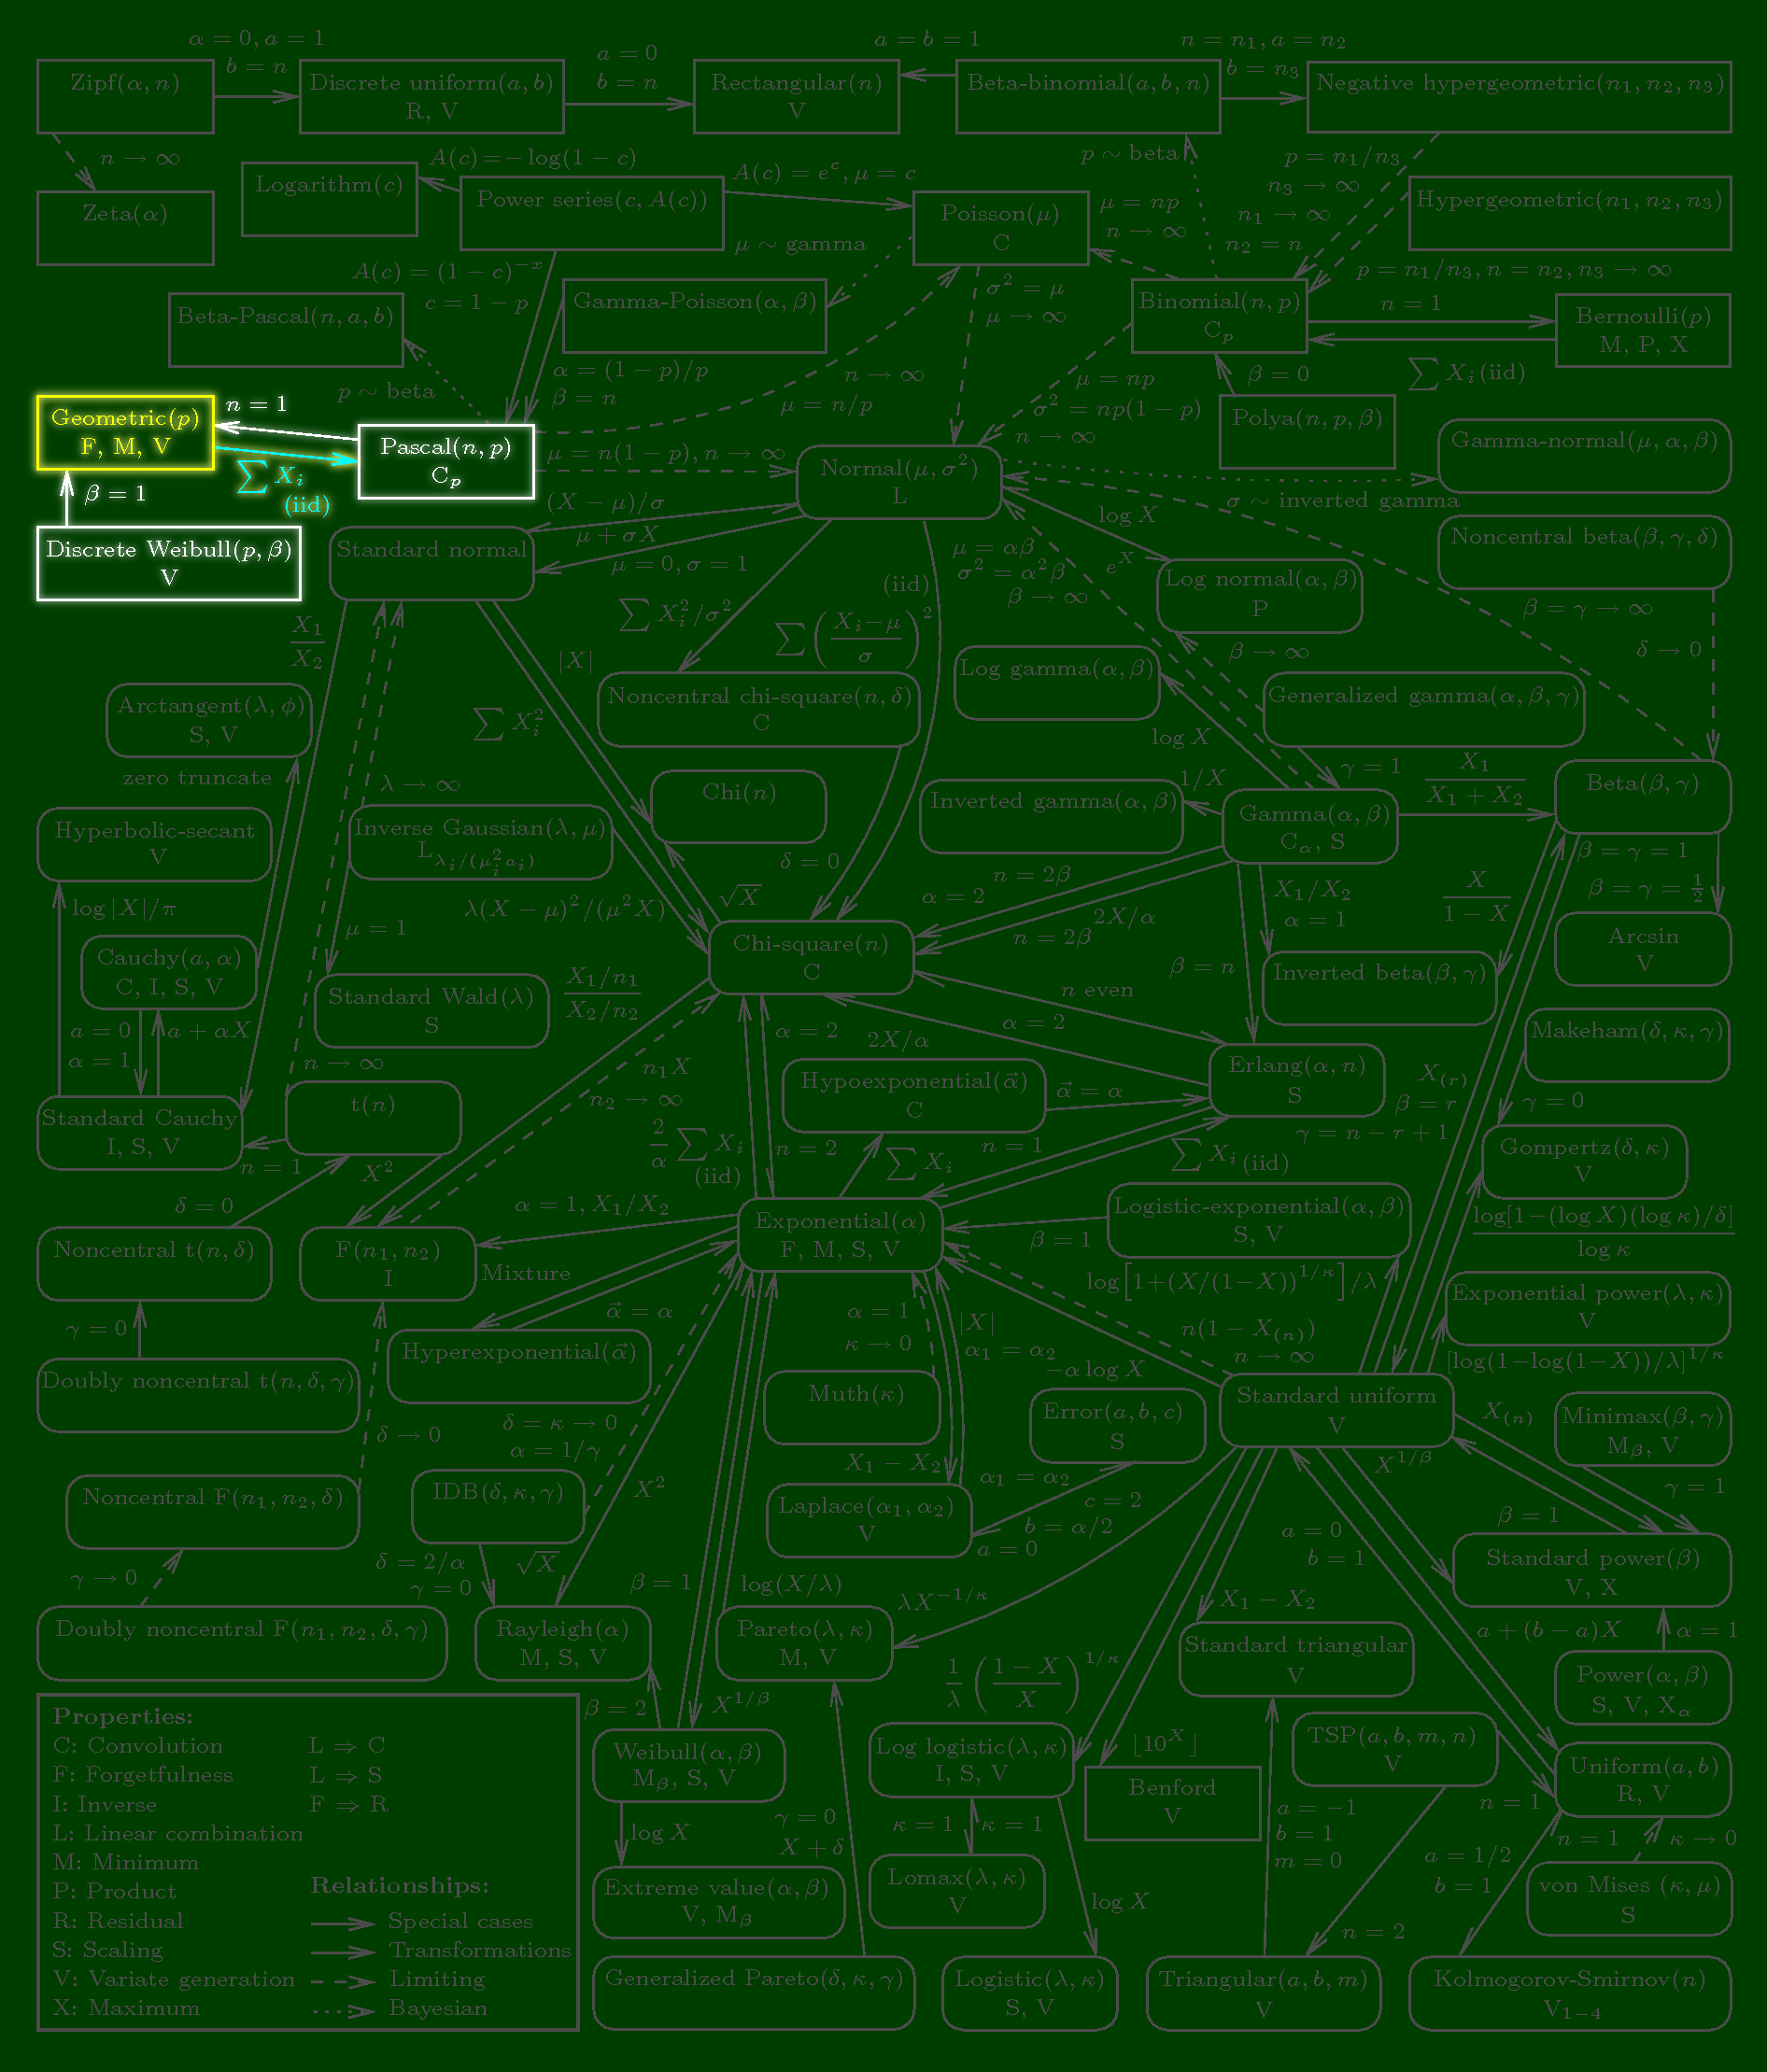 α = 0, a = 1
b = n
a = 0
b = n
a = b = 1
n = n₁, a = n₂
b = n₃
Zipf(α, n)
Discrete uniform(a, b)
R, V
Rectangular(n)
V
Beta-binomial(a, b, n)
Negative hypergeometric(n₁, n₂, n₃)
n → ∞
A(c) = − log(1 − c)
A(c) = eᶜ, μ = c
p ∼ beta
p = n₁/n₃
n₃ → ∞
n₁ → ∞
n₂ = n
Logarithm(c)
Power series(c, A(c))
Poisson(μ)
C
μ = np
n → ∞
Hypergeometric(n₁, n₂, n₃)
Zeta(α)
μ ∼ gamma
A(c) = (1 − c)⁻ˣ
c = 1 − p
σ² = μ
μ → ∞
p = n₁/n₃, n = n₂, n₃ → ∞
Beta-Pascal(n, a, b)
Gamma-Poisson(α, β)
Binomial(n, p)
Cₚ
n = 1
Bernoulli(p)
M, P, X
∑ Xᵢ (iid)
α = (1 − p)/p
β = n
n → ∞
μ = n/p
p ∼ beta
μ = np
σ² = np(1 − p)
n → ∞
β = 0
Polya(n, p, β)
Geometric(p)
F, M, V
n = 1
∑ Xᵢ
(iid)
Pascal(n, p)
Cₚ
μ = n(1 − p), n → ∞
Normal(μ, σ²)
L
Gamma-normal(μ, α, β)
σ ∼ inverted gamma
β = 1
Discrete Weibull(p, β)
V
(X − μ)/σ
μ + σX
μ = 0, σ = 1
Standard normal
log X
eˣ
μ = αβ
σ² = α²β
β → ∞
Noncentral beta(β, γ, δ)
Log normal(α, β)
P
(iid)
∑ Xᵢ²/σ²
∑ ((Xᵢ−μ)/σ)²
β = γ → ∞
δ → 0
X₁/X₂
|X|
∑ Xᵢ²
β → ∞
Log gamma(α, β)
Noncentral chi-square(n, δ)
C
Generalized gamma(α, β, γ)
Arctangent(λ, φ)
S, V
log X
zero truncate
λ → ∞
Chi(n)
1/X
γ = 1
X₁/(X₁ + X₂)
Beta(β, γ)
Hyperbolic-secant
V
Inverse Gaussian(λ, μ)
L λᵢ/(μᵢ²aᵢ)
Inverted gamma(α, β)
Gamma(α, β)
Cα, S
δ = 0
√X
λ(X − μ)²/(μ²X)
α = 2
n = 2β
2X/α
n = 2β
X₁/X₂
α = 1
X/(1 − X)
β = γ = 1
β = γ = ½
log |X|/π
μ = 1
Arcsin
V
Cauchy(a, α)
C, I, S, V
Standard Wald(λ)
S
(X₁/n₁)/(X₂/n₂)
Chi-square(n)
C
β = n
Inverted beta(β, γ)
a = 0
α = 1
a + αX
n → ∞
n even
α = 2
α = 2
2X/α
n₁X
n₂ → ∞
Makeham(δ, κ, γ)
Erlang(α, n)
S
Hypoexponential(α⃗)
C
α⃗ = α
X₍ᵣ₎
β = r
γ = n − r + 1
γ = 0
Standard Cauchy
I, S, V
t(n)
n = 1
X²
(2/α) ∑ Xᵢ
(iid)
n = 2
∑ Xᵢ
n = 1
∑ Xᵢ (iid)
Gompertz(δ, κ)
V
δ = 0
α = 1, X₁/X₂
Exponential(α)
F, M, S, V
Logistic-exponential(α, β)
S, V
β = 1
log[1−(log X)(log κ)/δ]/log κ
Noncentral t(n, δ)
F(n₁, n₂)
I
Mixture
α⃗ = α
log[1+(X/(1−X))^(1/κ)]/λ
Exponential power(λ, κ)
V
γ = 0
Hyperexponential(α⃗)
α = 1
κ → 0
|X|
α₁ = α₂
n(1 − X₍ₙ₎)
n → ∞
−α log X
[log(1−log(1−X))/λ]^(1/κ)
Doubly noncentral t(n, δ, γ)
Muth(κ)
Error(a, b, c)
S
Standard uniform
V
X₍ₙ₎
Minimax(β, γ)
Mβ, V
δ → 0
δ = κ → 0
α = 1/γ
X²
X₁ − X₂
α₁ = α₂
X^(1/β)
γ = 1
Noncentral F(n₁, n₂, δ)
IDB(δ, κ, γ)
Laplace(α₁, α₂)
V
c = 2
b = α/2
a = 0
a = 0
b = 1
β = 1
Standard power(β)
V, X
γ → 0
δ = 2/α
γ = 0
√X
β = 1
log(X/λ)
λX^(−1/κ)
X₁ − X₂
a + (b − a)X
α = 1
Doubly noncentral F(n₁, n₂, δ, γ)
Rayleigh(α)
M, S, V
Pareto(λ, κ)
M, V
Standard triangular
V
Power(α, β)
S, V, Xα
β = 2
X^(1/β)
(1/λ) ((1 − X)/X)^(1/κ)
⌊10ˣ⌋
Properties:
C: Convolution L ⇒ C
F: Forgetfulness L ⇒ S
I: Inverse F ⇒ R
L: Linear combination
M: Minimum
P: Product Relationships:
R: Residual Special cases
S: Scaling Transformations
V: Variate generation Limiting
X: Maximum Bayesian
Weibull(α, β)
Mβ, S, V
Log logistic(λ, κ)
I, S, V
Benford
V
TSP(a, b, m, n)
V
Uniform(a, b)
R, V
log X
γ = 0
X + δ
κ = 1
κ = 1
a = −1
b = 1
m = 0
n = 1
a = 1/2
b = 1
n = 1
κ → 0
Extreme value(α, β)
V, Mβ
Lomax(λ, κ)
V
log X
n = 2
von Mises (κ, μ)
S
Generalized Pareto(δ, κ, γ)
Logistic(λ, κ)
S, V
Triangular(a, b, m)
V
Kolmogorov-Smirnov(n)
V₁₋₄